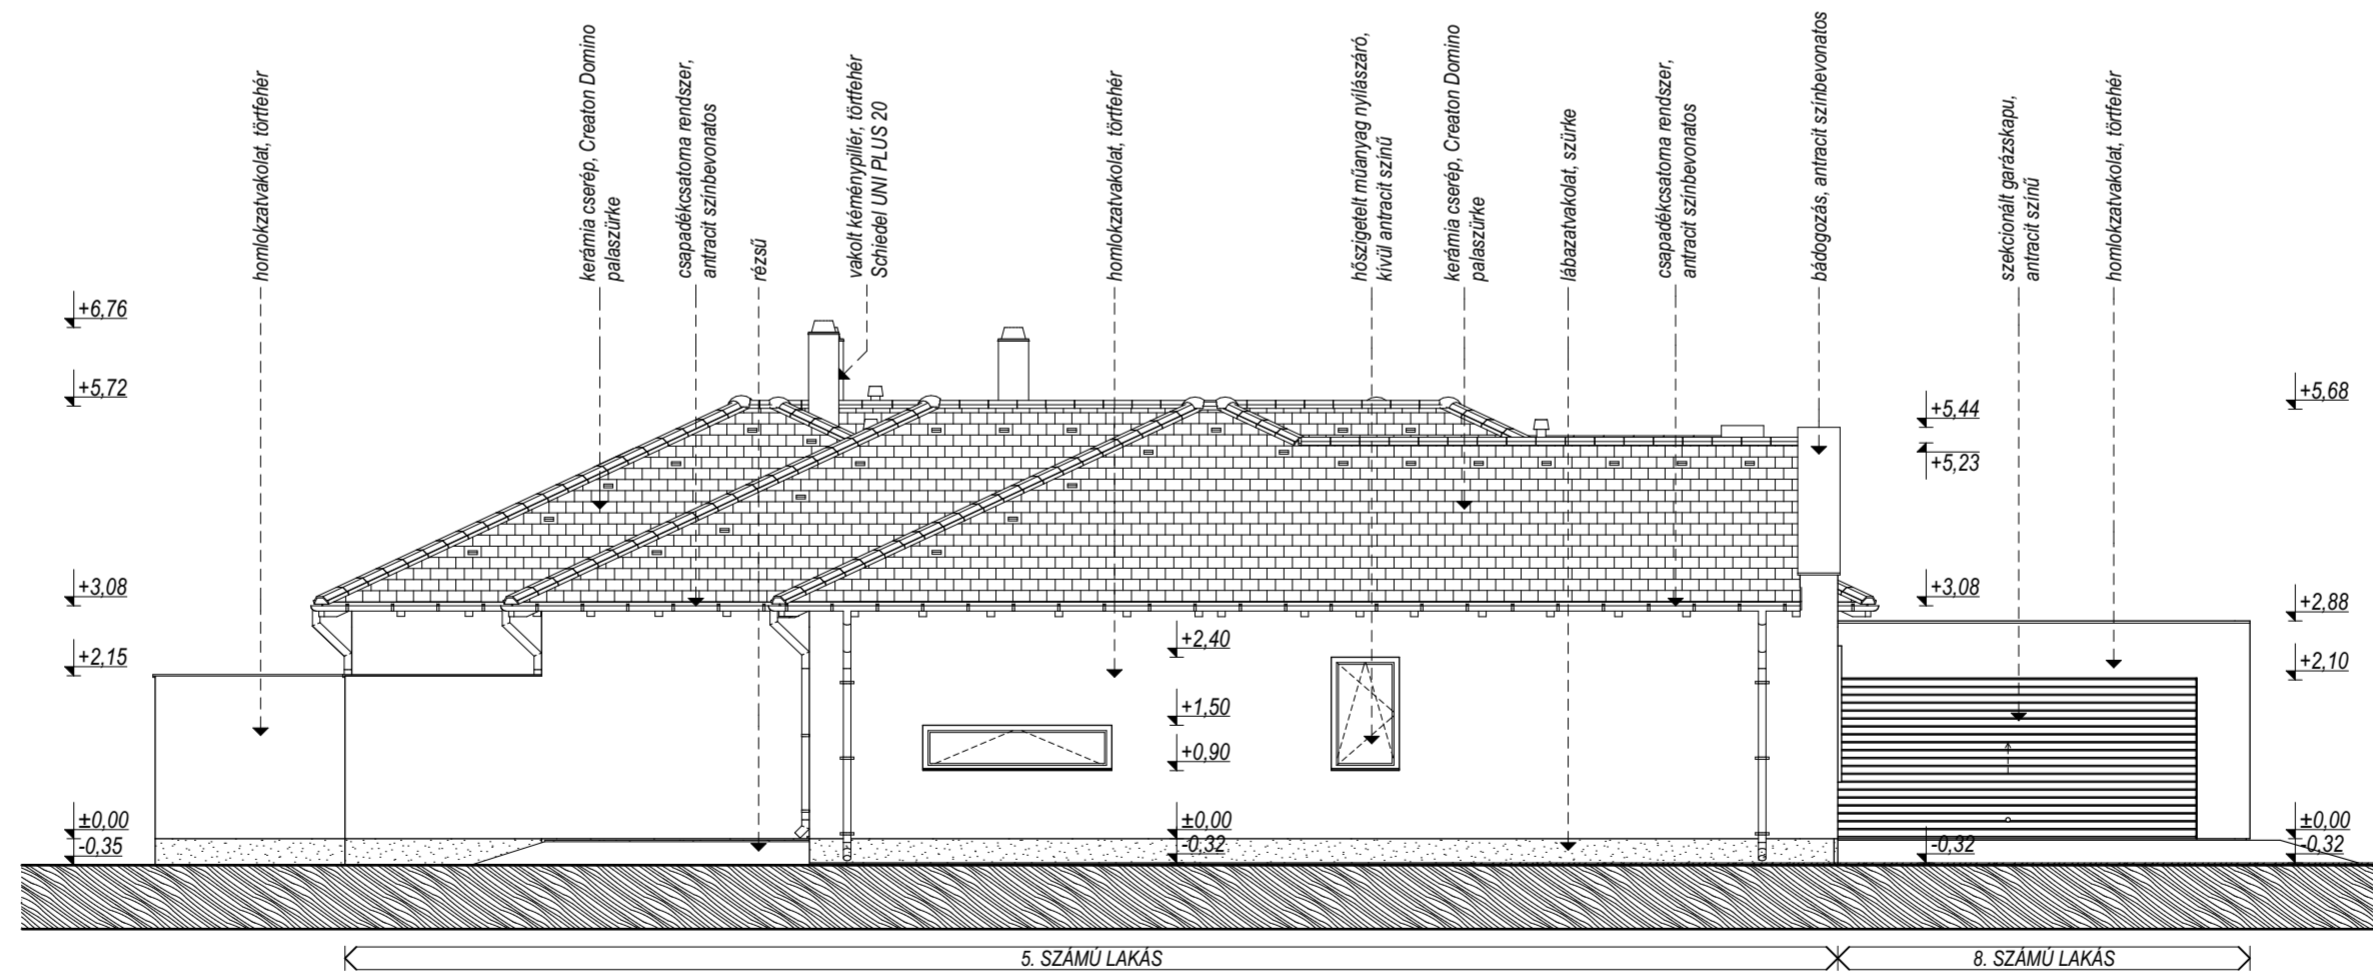 homlokzatvakolat, törtfehér
kerámia cserép, Creaton Domino
palaszürke
csapadékcsatorna rendszer,
antracit színbevonatos
rézsű
vakolt kéménypillér, törtfehér
Schiedel UNI PLUS 20
homlokzatvakolat, törtfehér
hőszigetelt műanyag nyílászáró,
kívül antracit színű
kerámia cserép, Creaton Domino
palaszürke
lábazatvakolat, szürke
csapadékcsatorna rendszer,
antracit színbevonatos
bádogozás, antracit színbevonatos
szekcionált garázskapu,
antracit színű
homlokzatvakolat, törtfehér
+6,76
+5,72
+3,08
+2,15
±0,00
-0,35
+2,40
+1,50
+0,90
±0,00
-0,32
+5,44
+5,23
+3,08
-0,32
+5,68
+2,88
+2,10
±0,00
-0,32
5. SZÁMÚ LAKÁS
8. SZÁMÚ LAKÁS